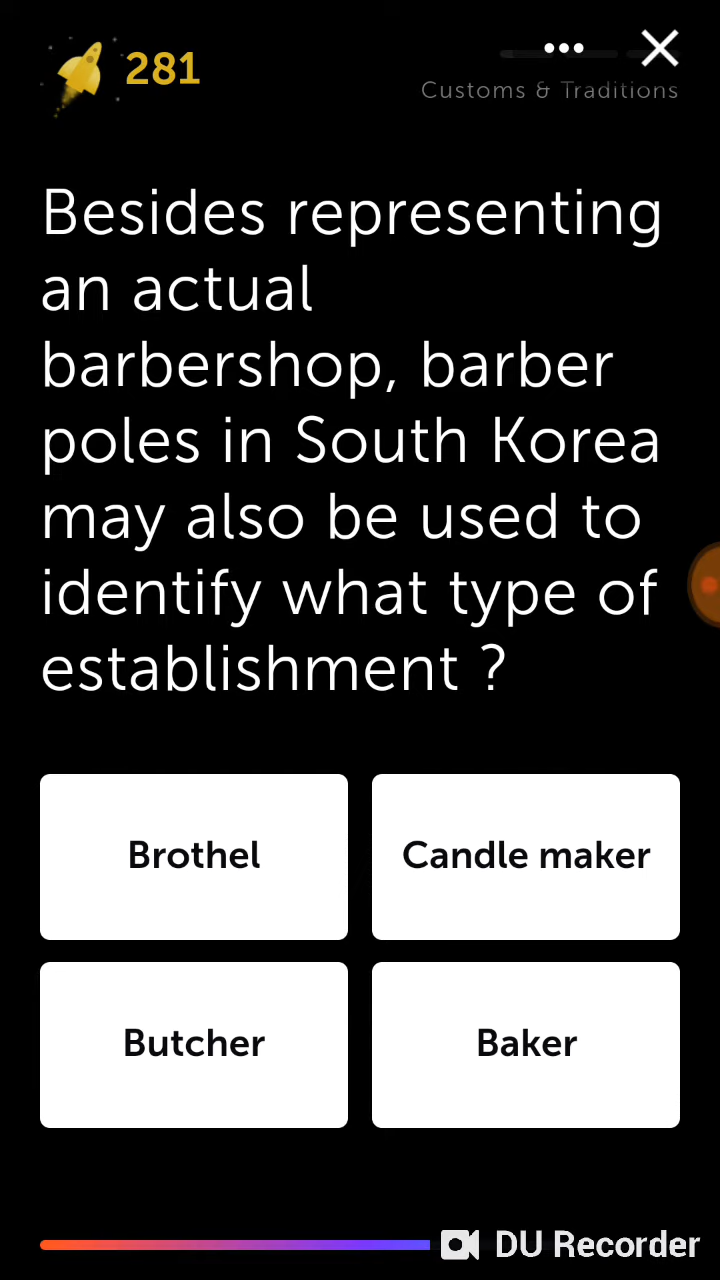 281
Customs & Traditions
Besides representing
an actual
barbershop, barber
poles in South Korea
may also be used to
identify what type of
establishment ?
Brothel
Candle maker
Butcher
Baker
DU Recorder